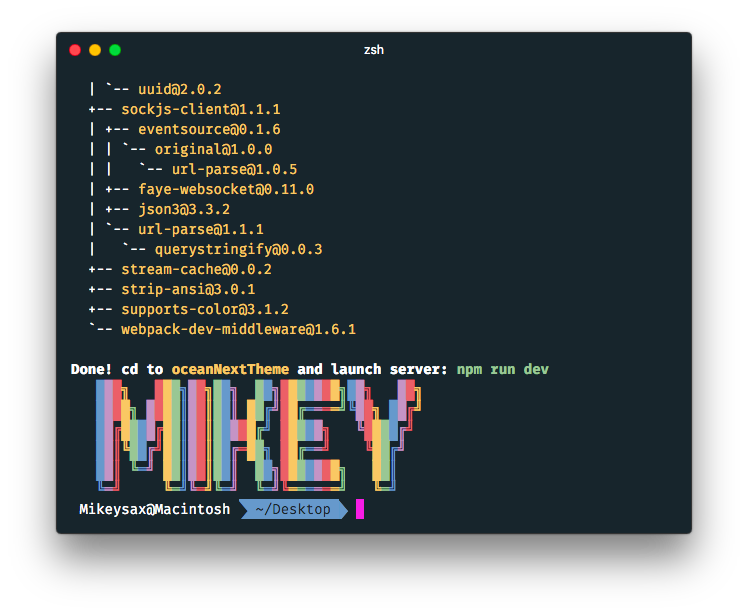 zsh
| `-- uuid@2.0.2
+-- sockjs-client@1.1.1
| +-- eventsource@0.1.6
| | `-- original@1.0.0
| |   `-- url-parse@1.0.5
| +-- faye-websocket@0.11.0
| +-- json3@3.3.2
| `-- url-parse@1.1.1
|   `-- querystringify@0.0.3
+-- stream-cache@0.0.2
+-- strip-ansi@3.0.1
+-- supports-color@3.1.2
`-- webpack-dev-middleware@1.6.1
Done! cd to oceanNextTheme and launch server: npm run dev
MIKEY
Mikeysax@Macintosh ~/Desktop